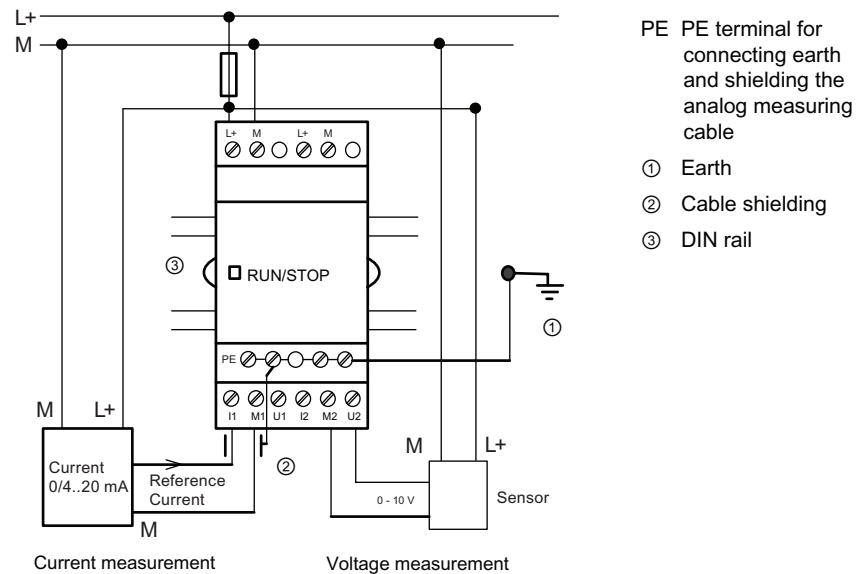 L+
M
L+ M L+ M
③
RUN/STOP
①
PE
I1 M1 U1 I2 M2 U2
M L+
②
M L+
Current
0/4..20 mA
Reference
Current
M
0 - 10 V
Sensor
Current measurement
Voltage measurement
PE PE terminal for
connecting earth
and shielding the
analog measuring
cable
① Earth
② Cable shielding
③ DIN rail